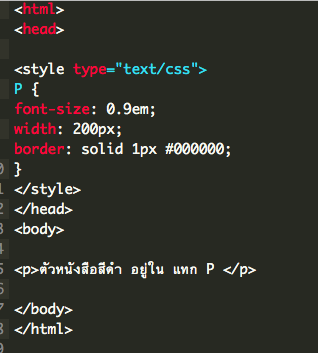 <html>
<head>
<style type="text/css">
P {
font-size: 0.9em;
width: 200px;
border: solid 1px #000000;
}
</style>
</head>
<body>
<p>ตัวหนังสือสีดำ อยู่ใน แทก P </p>
</body>
</html>